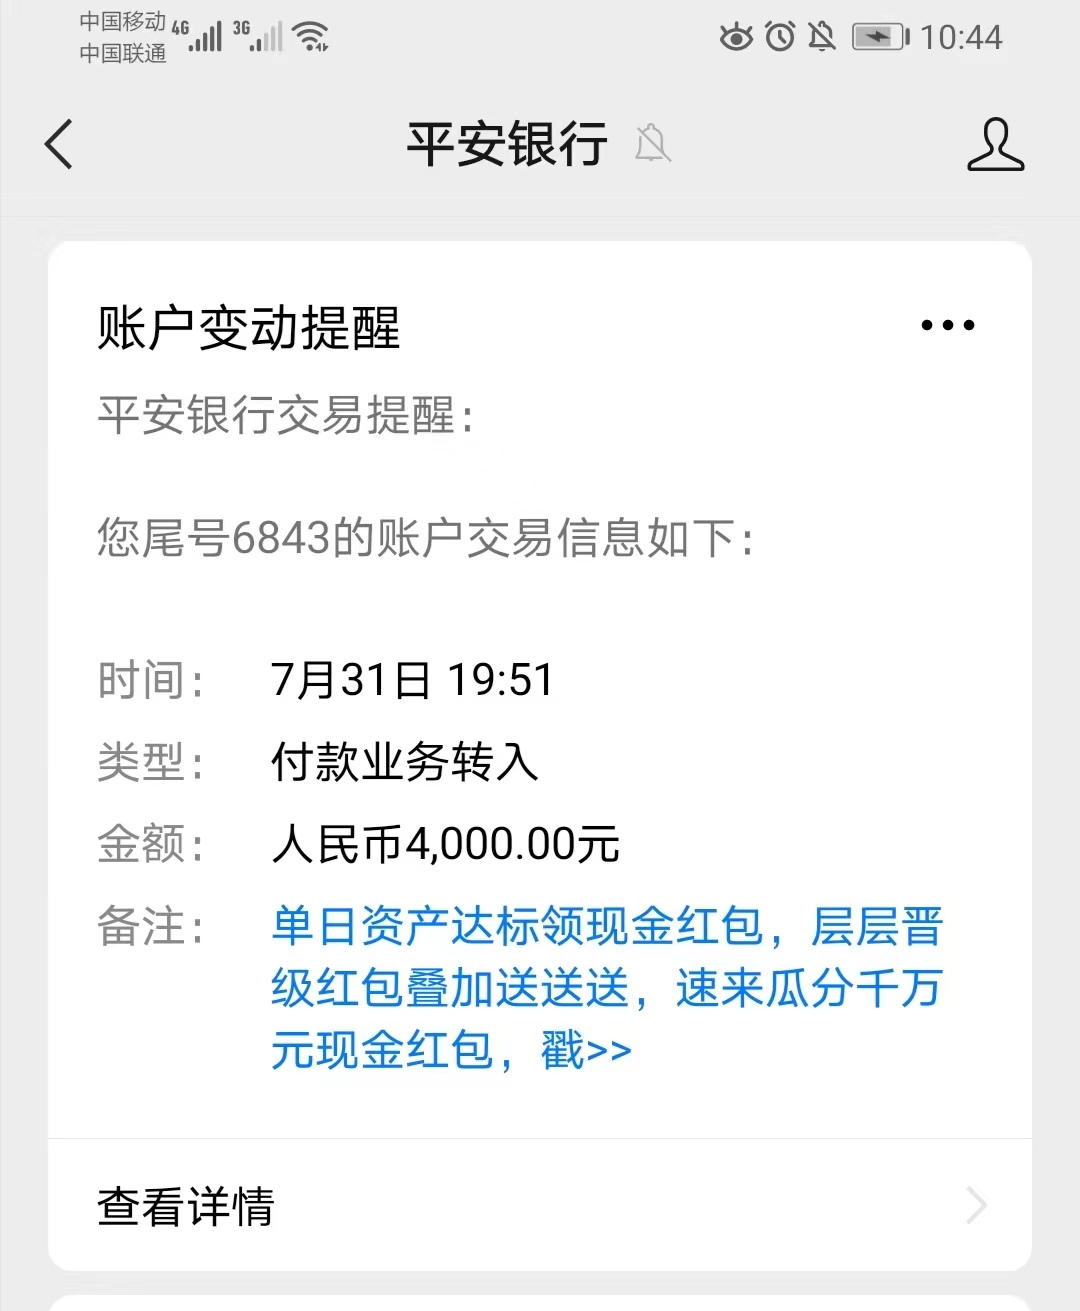 中国移动 4G 3G 10:44
中国联通
平安银行
账户变动提醒
平安银行交易提醒：
您尾号6843的账户交易信息如下：
时间： 7月31日 19:51
类型： 付款业务转入
金额： 人民币4,000.00元
备注： 单日资产达标领现金红包，层层晋
级红包叠加送送送，速来瓜分千万
元现金红包，戳>>
查看详情